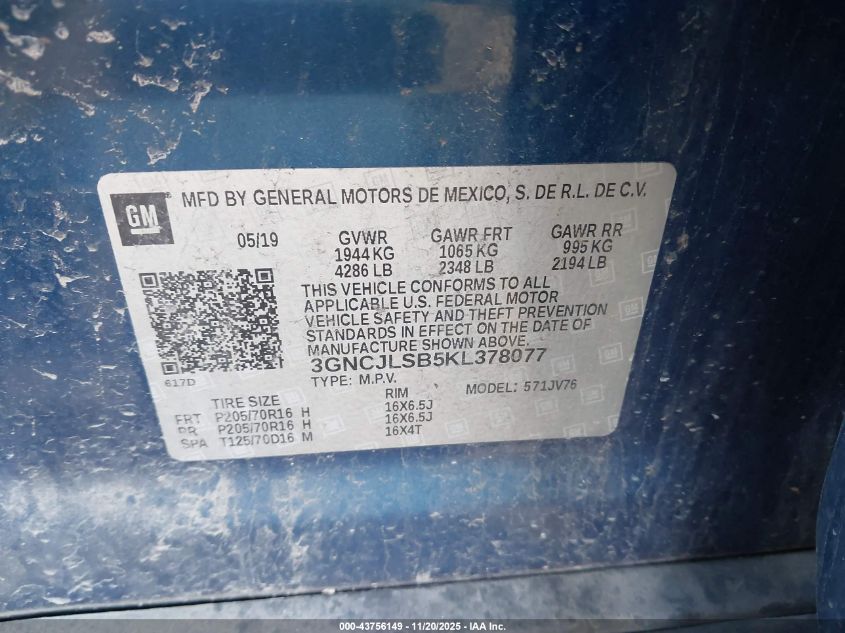 GM
MFD BY GENERAL MOTORS DE MEXICO, S. DE R.L. DE C.V.
05/19 GVWR GAWR FRT GAWR RR
1944 KG 1065 KG 995 KG
4286 LB 2348 LB 2194 LB
THIS VEHICLE CONFORMS TO ALL
APPLICABLE U.S. FEDERAL MOTOR
VEHICLE SAFETY AND THEFT PREVENTION
STANDARDS IN EFFECT ON THE DATE OF
MANUFACTURE SHOWN ABOVE.
3GNCJLSB5KL378077
617D TYPE: M.P.V. MODEL: 571JV76
TIRE SIZE RIM
FRT P205/70R16 H 16X6.5J
RR P205/70R16 H 16X6.5J
SPA T125/70D16 M 16X4T
000-43756149 — 11/20/2025 — IAA Inc.